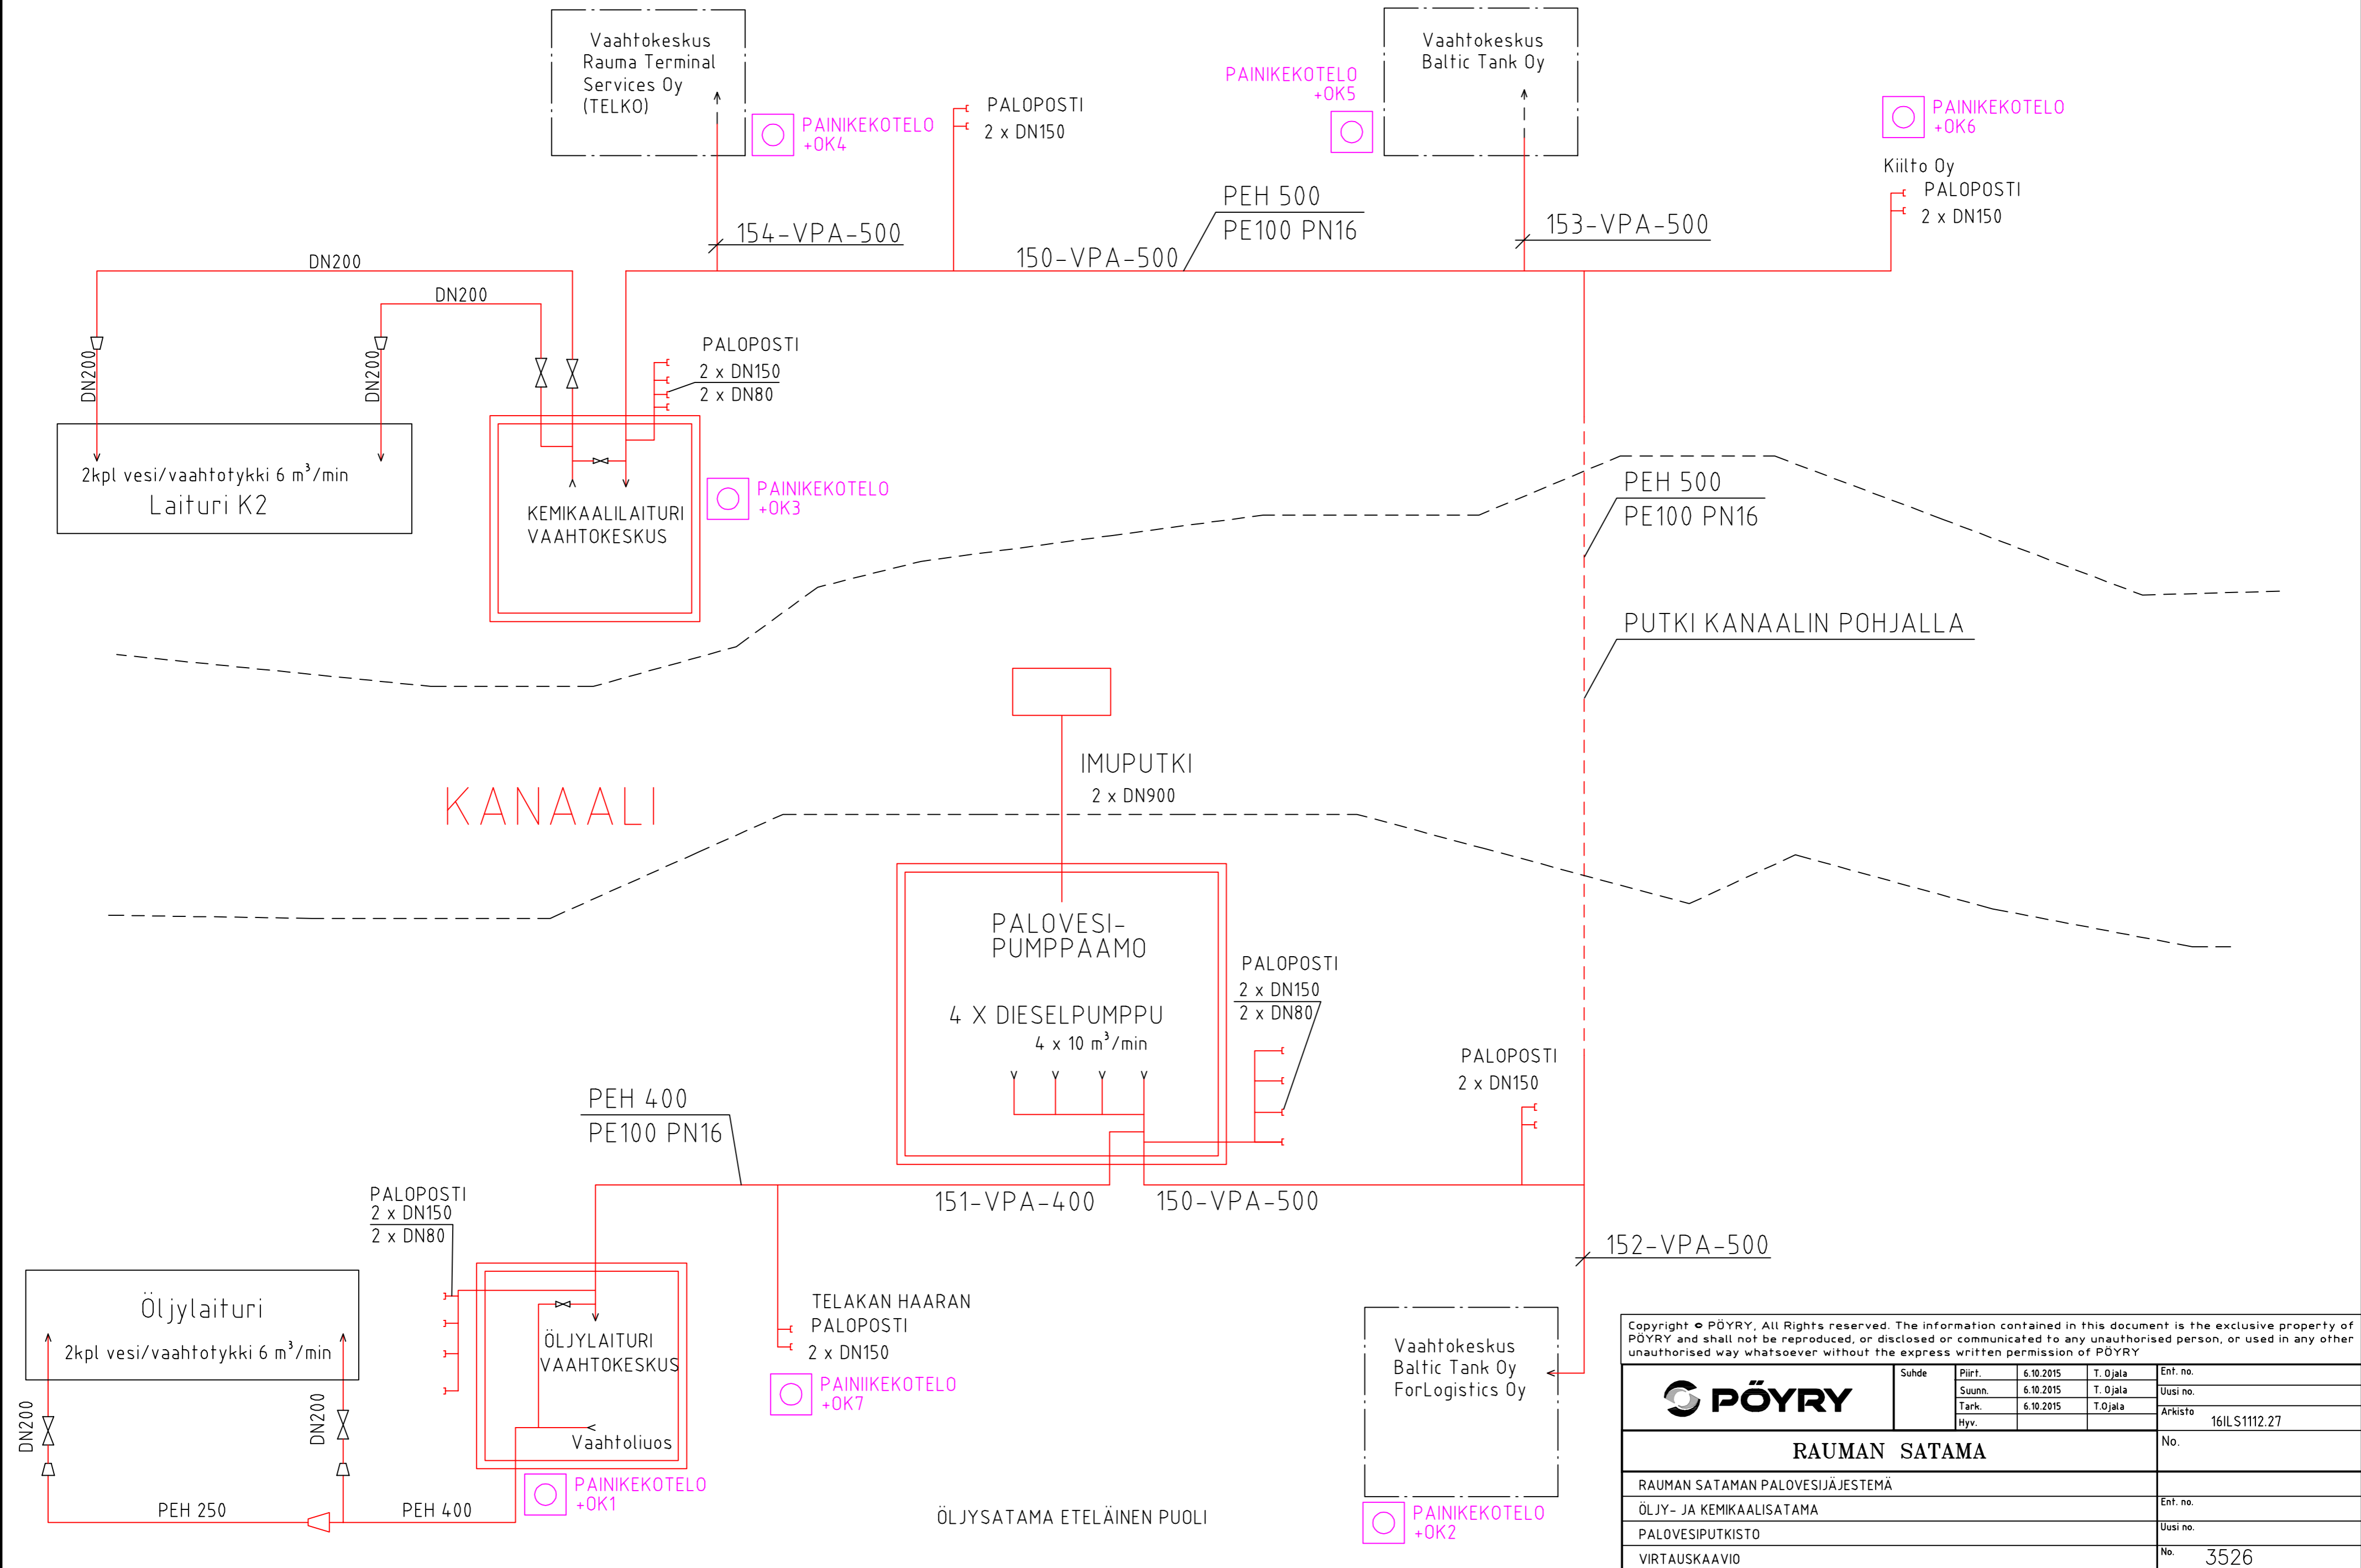 Vaahtokeskus
Rauma Terminal
Services Oy
(TELKO)
PAINIKEKOTELO
+OK4
PALOPOSTI
2 x DN150
PAINIKEKOTELO
+OK5
Vaahtokeskus
Baltic Tank Oy
PAINIKEKOTELO
+OK6
Kiilto Oy
PALOPOSTI
2 x DN150
154-VPA-500
150-VPA-500
PEH 500
PE100 PN16
153-VPA-500
DN200
DN200
DN200
DN200
PALOPOSTI
2 x DN150
2 x DN80
2kpl vesi/vaahtotykki 6 m³/min
Laituri K2
KEMIKAALILAITURI
VAAHTOKESKUS
PAINIKEKOTELO
+OK3
PEH 500
PE100 PN16
PUTKI KANAALIN POHJALLA
KANAALI
IMUPUTKI
2 x DN900
PALOVESI-
PUMPPAAMO
4 X DIESELPUMPPU
4 x 10 m³/min
PALOPOSTI
2 x DN150
2 x DN80
PALOPOSTI
2 x DN150
PEH 400
PE100 PN16
151-VPA-400
150-VPA-500
152-VPA-500
PALOPOSTI
2 x DN150
2 x DN80
Öljylaituri
2kpl vesi/vaahtotykki 6 m³/min
ÖLJYLAITURI
VAAHTOKESKUS
Vaahtoliuos
TELAKAN HAARAN
PALOPOSTI
2 x DN150
PAINIIKEKOTELO
+OK7
DN200
DN200
PEH 250
PEH 400
PAINIKEKOTELO
+OK1
ÖLJYSATAMA ETELÄINEN PUOLI
Vaahtokeskus
Baltic Tank Oy
ForLogistics Oy
PAINIKEKOTELO
+OK2
Copyright © PÖYRY, All Rights reserved. The information contained in this document is the exclusive property of
PÖYRY and shall not be reproduced, or disclosed or communicated to any unauthorised person, or used in any other
unauthorised way whatsoever without the express written permission of PÖYRY
PÖYRY
Suhde
Piirt. 6.10.2015 T. Ojala
Suunn. 6.10.2015 T. Ojala
Tark. 6.10.2015 T.Ojala
Hyv.
Ent. no.
Uusi no.
Arkisto 16ILS1112.27
RAUMAN SATAMA
No.
RAUMAN SATAMAN PALOVESIJÄJESTEMÄ
ÖLJY- JA KEMIKAALISATAMA
Ent. no.
PALOVESIPUTKISTO
Uusi no.
VIRTAUSKAAVIO
No. 3526